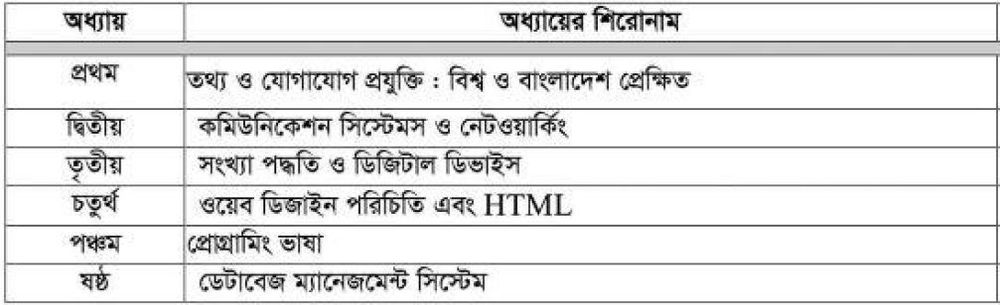 অধ্যায় অধ্যায়ের শিরোনাম
প্রথম তথ্য ও যোগাযোগ প্রযুক্তি : বিশ্ব ও বাংলাদেশ প্রেক্ষিত
দ্বিতীয় কমিউনিকেশন সিস্টেমস ও নেটওয়ার্কিং
তৃতীয় সংখ্যা পদ্ধতি ও ডিজিটাল ডিভাইস
চতুর্থ ওয়েব ডিজাইন পরিচিতি এবং HTML
পঞ্চম প্রোগ্রামিং ভাষা
ষষ্ঠ ডেটাবেজ ম্যানেজমেন্ট সিস্টেম